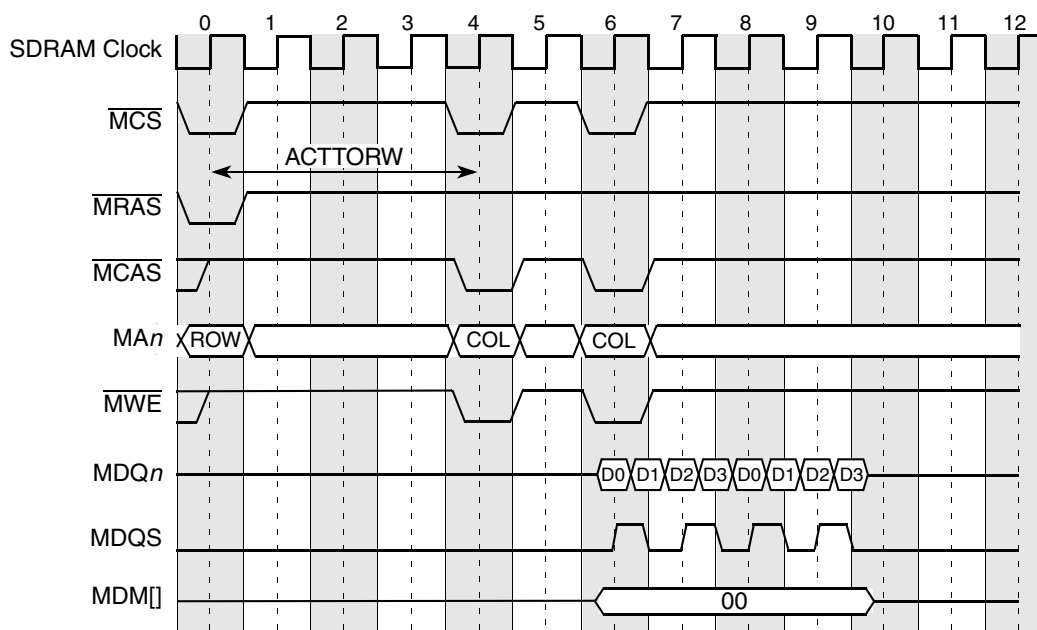 0 1 2 3 4 5 6 7 8 9 10 11 12
SDRAM Clock
MCS
ACTTORW
MRAS
MCAS
MAn ROW COL COL
MWE
MDQn D0 D1 D2 D3 D0 D1 D2 D3
MDQS
MDM[] 00